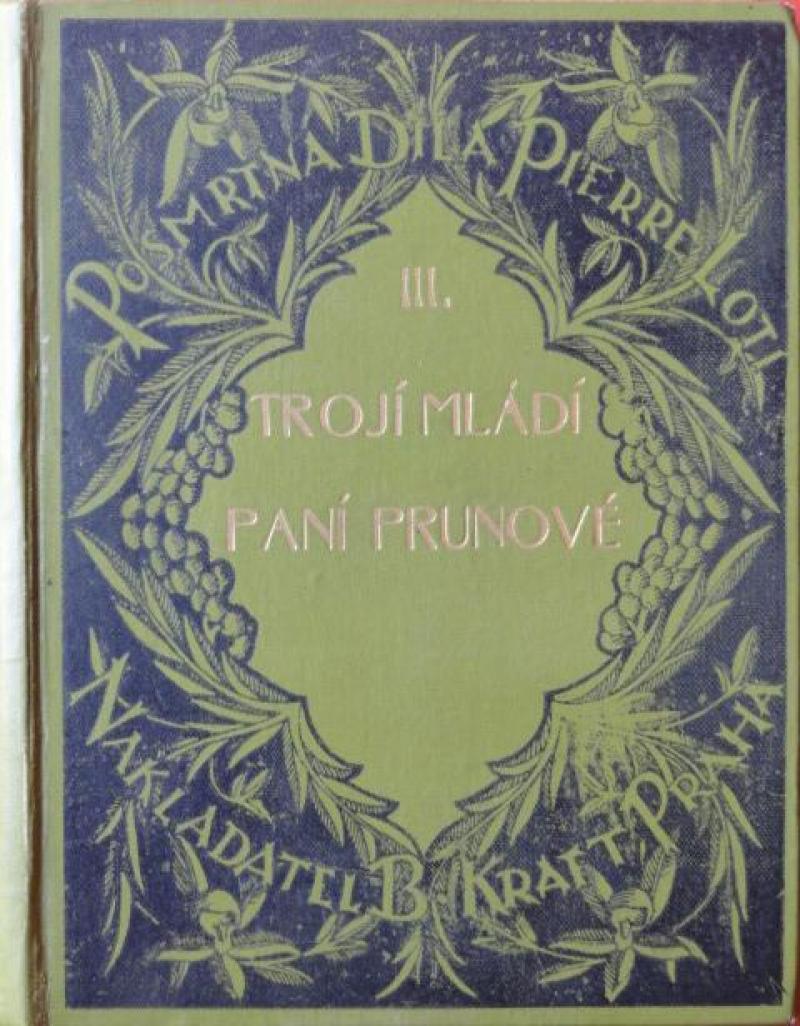 POSMRTNÁ DÍLA PIERRE LOTI
III.
TROJÍ MLÁDÍ
PANÍ PRUNOVÉ
NAKLADATEL B. KRAFT, PRAHA